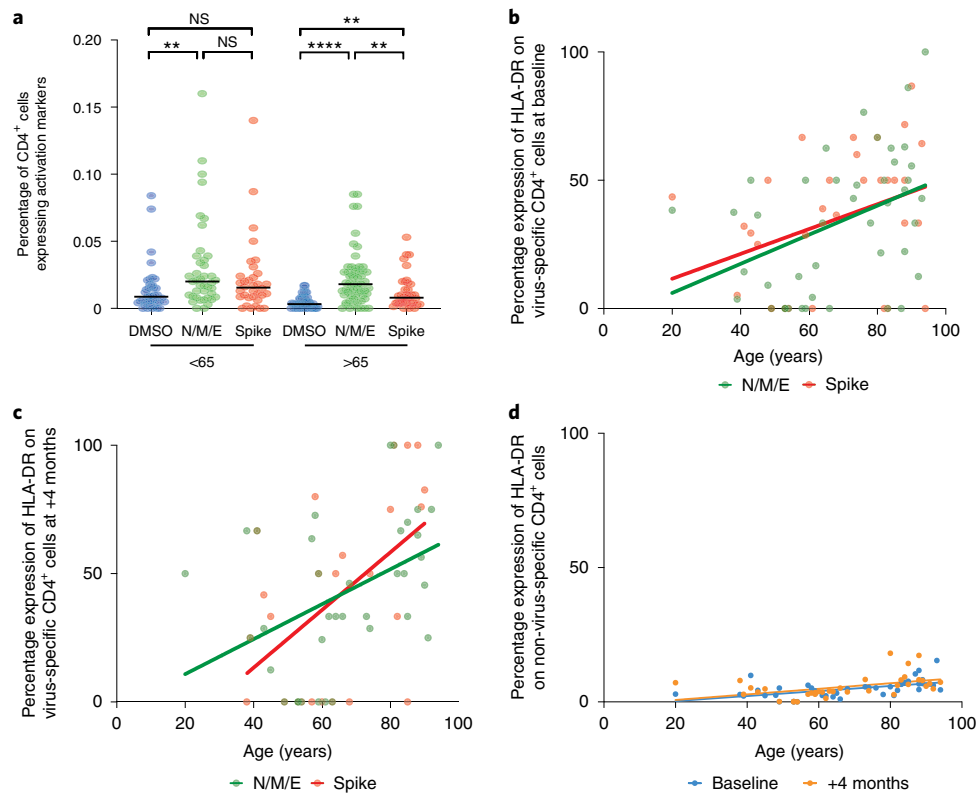 a
NS
**
NS
**
****
**
Percentage of CD4⁺ cells
expressing activation markers
0.20
0.15
0.10
0.05
0
DMSO N/M/E Spike DMSO N/M/E Spike
<65 >65
b
Percentage expression of HLA-DR on
virus-specific CD4⁺ cells at baseline
100
50
0
0 20 40 60 80 100
Age (years)
N/M/E Spike
c
Percentage expression of HLA-DR on
virus-specific CD4⁺ cells at +4 months
100
50
0
0 20 40 60 80 100
Age (years)
N/M/E Spike
d
Percentage expression of HLA-DR
on non-virus-specific CD4⁺ cells
100
50
0
0 20 40 60 80 100
Age (years)
Baseline +4 months